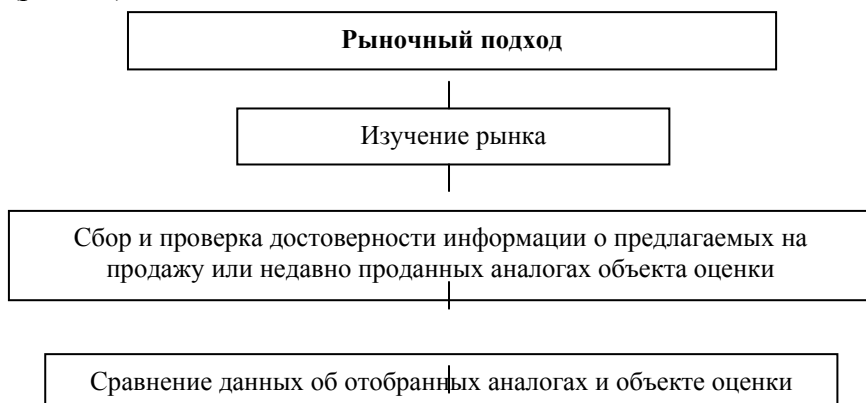 Рыночный подход
Изучение рынка
Сбор и проверка достоверности информации о предлагаемых на
продажу или недавно проданных аналогах объекта оценки
Сравнение данных об отобранных аналогах и объекте оценки